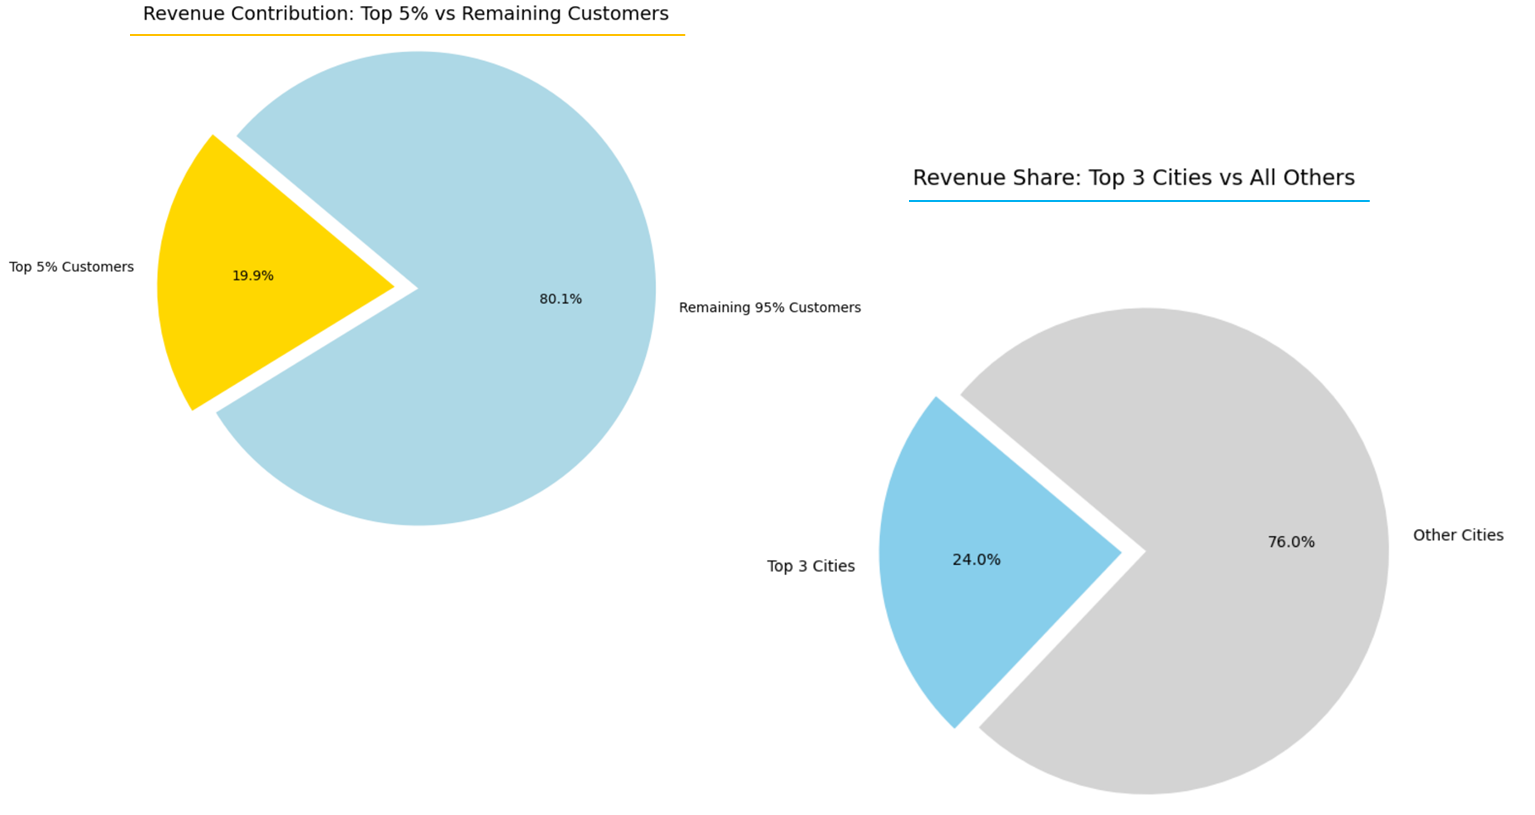 Revenue Contribution: Top 5% vs Remaining Customers
Top 5% Customers
19.9%
80.1%
Remaining 95% Customers
Revenue Share: Top 3 Cities vs All Others
Top 3 Cities
24.0%
76.0%
Other Cities